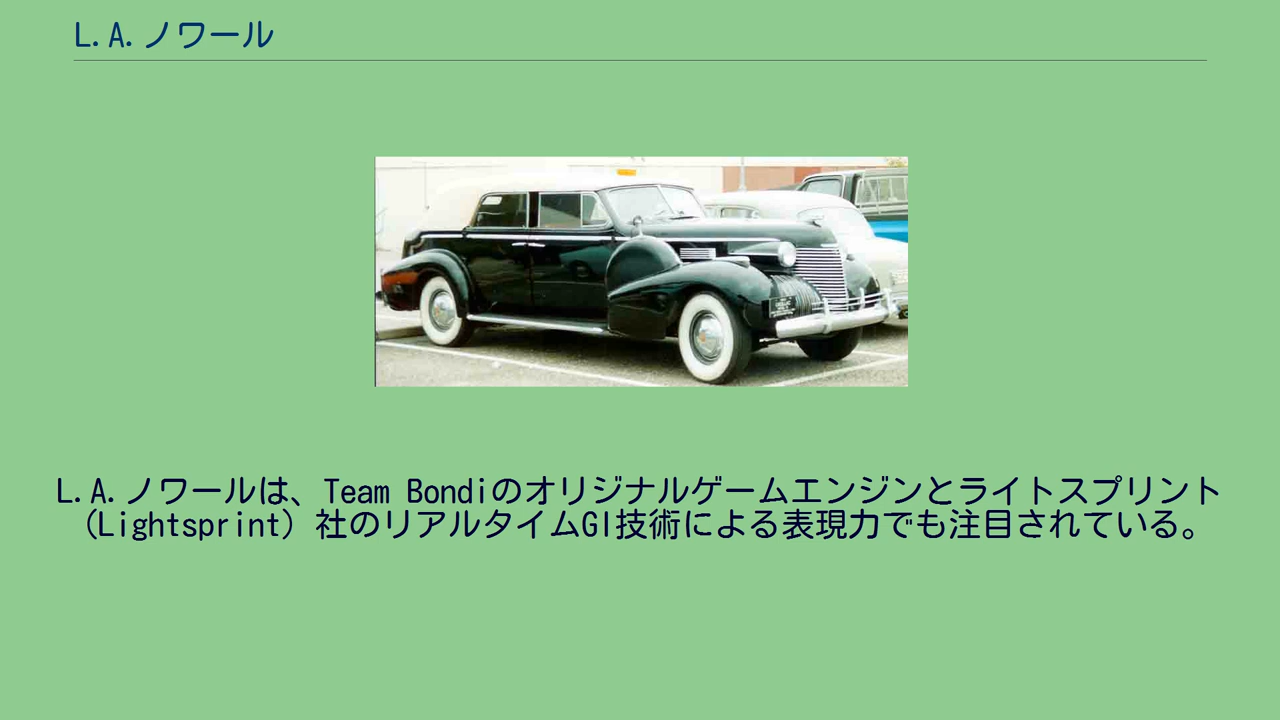 L.A.ノワール
L.A.ノワールは、Team Bondiのオリジナルゲームエンジンとライトスプリント
（Lightsprint）社のリアルタイムGI技術による表現力でも注目されている。